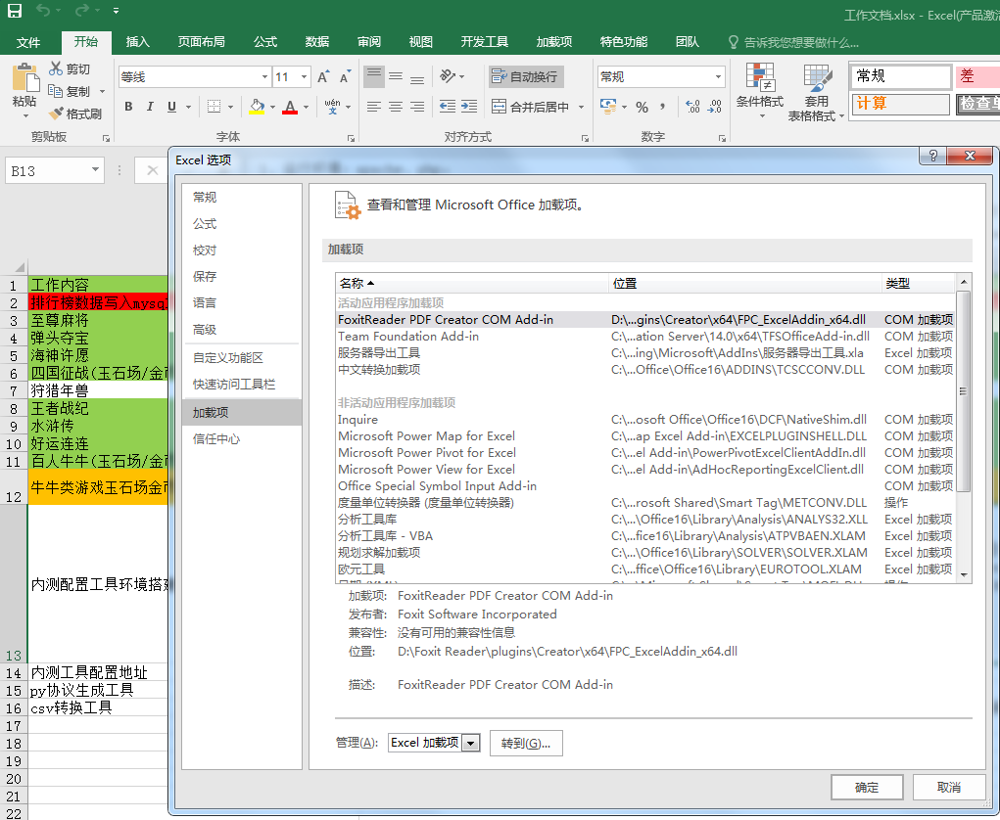 工作文档.xlsx - Excel(产品激活
文件 开始 插入 页面布局 公式 数据 审阅 视图 开发工具 加载项 特色功能 团队 告诉我您想要做什么...
粘贴 剪切 复制 格式刷 剪贴板
等线 11 B I U A wén 文 字体
自动换行 合并后居中 对齐方式
常规 % 数字
条件格式 套用 表格格式
常规 差
计算 检查单
B13
Excel 选项
常规
公式
校对
保存
语言
高级
自定义功能区
快速访问工具栏
加载项
信任中心
1 工作内容
2 排行榜数据写入mysql
3 至尊麻将
4 弹头夺宝
5 海神许愿
6 四国征战(玉石场/金币
7 狩猎年兽
8 王者战纪
9 水浒传
10 好运连连
11 百人牛牛(玉石场/金币
12 牛牛类游戏玉石场金币
13 内测配置工具环境搭建
14 内测工具配置地址
15 py协议生成工具
16 csv转换工具
17
18
19
20
21
22
查看和管理 Microsoft Office 加载项。
加载项
名称 位置 类型
活动应用程序加载项
FoxitReader PDF Creator COM Add-in D:\...gins\Creator\x64\FPC_ExcelAddin_x64.dll COM 加载项
Team Foundation Add-in C:\...ation Server\14.0\x64\TFSOfficeAdd-in.dll COM 加载项
服务器导出工具 C:\...ing\Microsoft\AddIns\服务器导出工具.xla Excel 加载项
中文转换加载项 C:\...Office\Office16\ADDINS\TCSCCONV.DLL COM 加载项
非活动应用程序加载项
Inquire C:\...osoft Office\Office16\DCF\NativeShim.dll COM 加载项
Microsoft Power Map for Excel C:\...ap Excel Add-in\EXCELPLUGINSHELL.DLL COM 加载项
Microsoft Power Pivot for Excel C:\...el Add-in\PowerPivotExcelClientAddIn.dll COM 加载项
Microsoft Power View for Excel C:\...el Add-in\AdHocReportingExcelClient.dll COM 加载项
Office Special Symbol Input Add-in COM 加载项
度量单位转换器 (度量单位转换器) C:\...rosoft Shared\Smart Tag\METCONV.DLL 操作
分析工具库 C:\...\Office16\Library\Analysis\ANALYS32.XLL Excel 加载项
分析工具库 - VBA C:\...fice16\Library\Analysis\ATPVBAEN.XLAM Excel 加载项
规划求解加载项 C:\...\Office16\Library\SOLVER\SOLVER.XLAM Excel 加载项
欧元工具 C:\...ffice\Office16\Library\EUROTOOL.XLAM Excel 加载项
日期 (XML) C:\...Microsoft Shared\Smart Tag\MOFL.DLL 操作
加载项: FoxitReader PDF Creator COM Add-in
发布者: Foxit Software Incorporated
兼容性: 没有可用的兼容性信息
位置: D:\Foxit Reader\plugins\Creator\x64\FPC_ExcelAddin_x64.dll
描述: FoxitReader PDF Creator COM Add-in
管理(A): Excel 加载项 转到(G)...
确定 取消